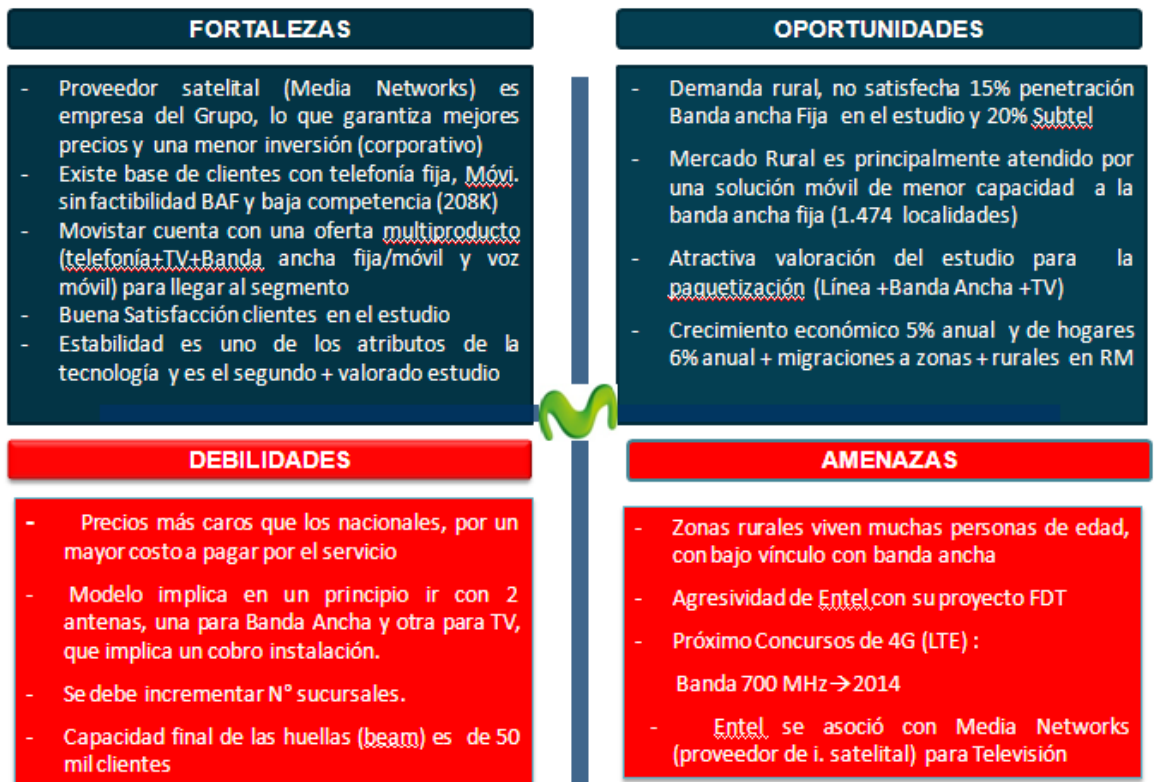 FORTALEZAS
- Proveedor satelital (Media Networks) es
empresa del Grupo, lo que garantiza mejores
precios y una menor inversión (corporativo)
- Existe base de clientes con telefonía fija, Móvi.
sin factibilidad BAF y baja competencia (208K)
- Movistar cuenta con una oferta multiproducto
(telefonía+TV+Banda ancha fija/móvil y voz
móvil) para llegar al segmento
- Buena Satisfacción clientes en el estudio
- Estabilidad es uno de los atributos de la
tecnología y es el segundo + valorado estudio
OPORTUNIDADES
- Demanda rural, no satisfecha 15% penetración
Banda ancha Fija en el estudio y 20% Subtel
- Mercado Rural es principalmente atendido por
una solución móvil de menor capacidad a la
banda ancha fija (1.474 localidades)
- Atractiva valoración del estudio para la
paquetización (Línea +Banda Ancha +TV)
- Crecimiento económico 5% anual y de hogares
6% anual + migraciones a zonas + rurales en RM
DEBILIDADES
- Precios más caros que los nacionales, por un
mayor costo a pagar por el servicio
- Modelo implica en un principio ir con 2
antenas, una para Banda Ancha y otra para TV,
que implica un cobro instalación.
- Se debe incrementar N° sucursales.
- Capacidad final de las huellas (beam) es de 50
mil clientes
AMENAZAS
- Zonas rurales viven muchas personas de edad,
con bajo vínculo con banda ancha
- Agresividad de Entel con su proyecto FDT
- Próximo Concursos de 4G (LTE) :
Banda 700 MHz→2014
- Entel se asoció con Media Networks
(proveedor de i. satelital) para Televisión